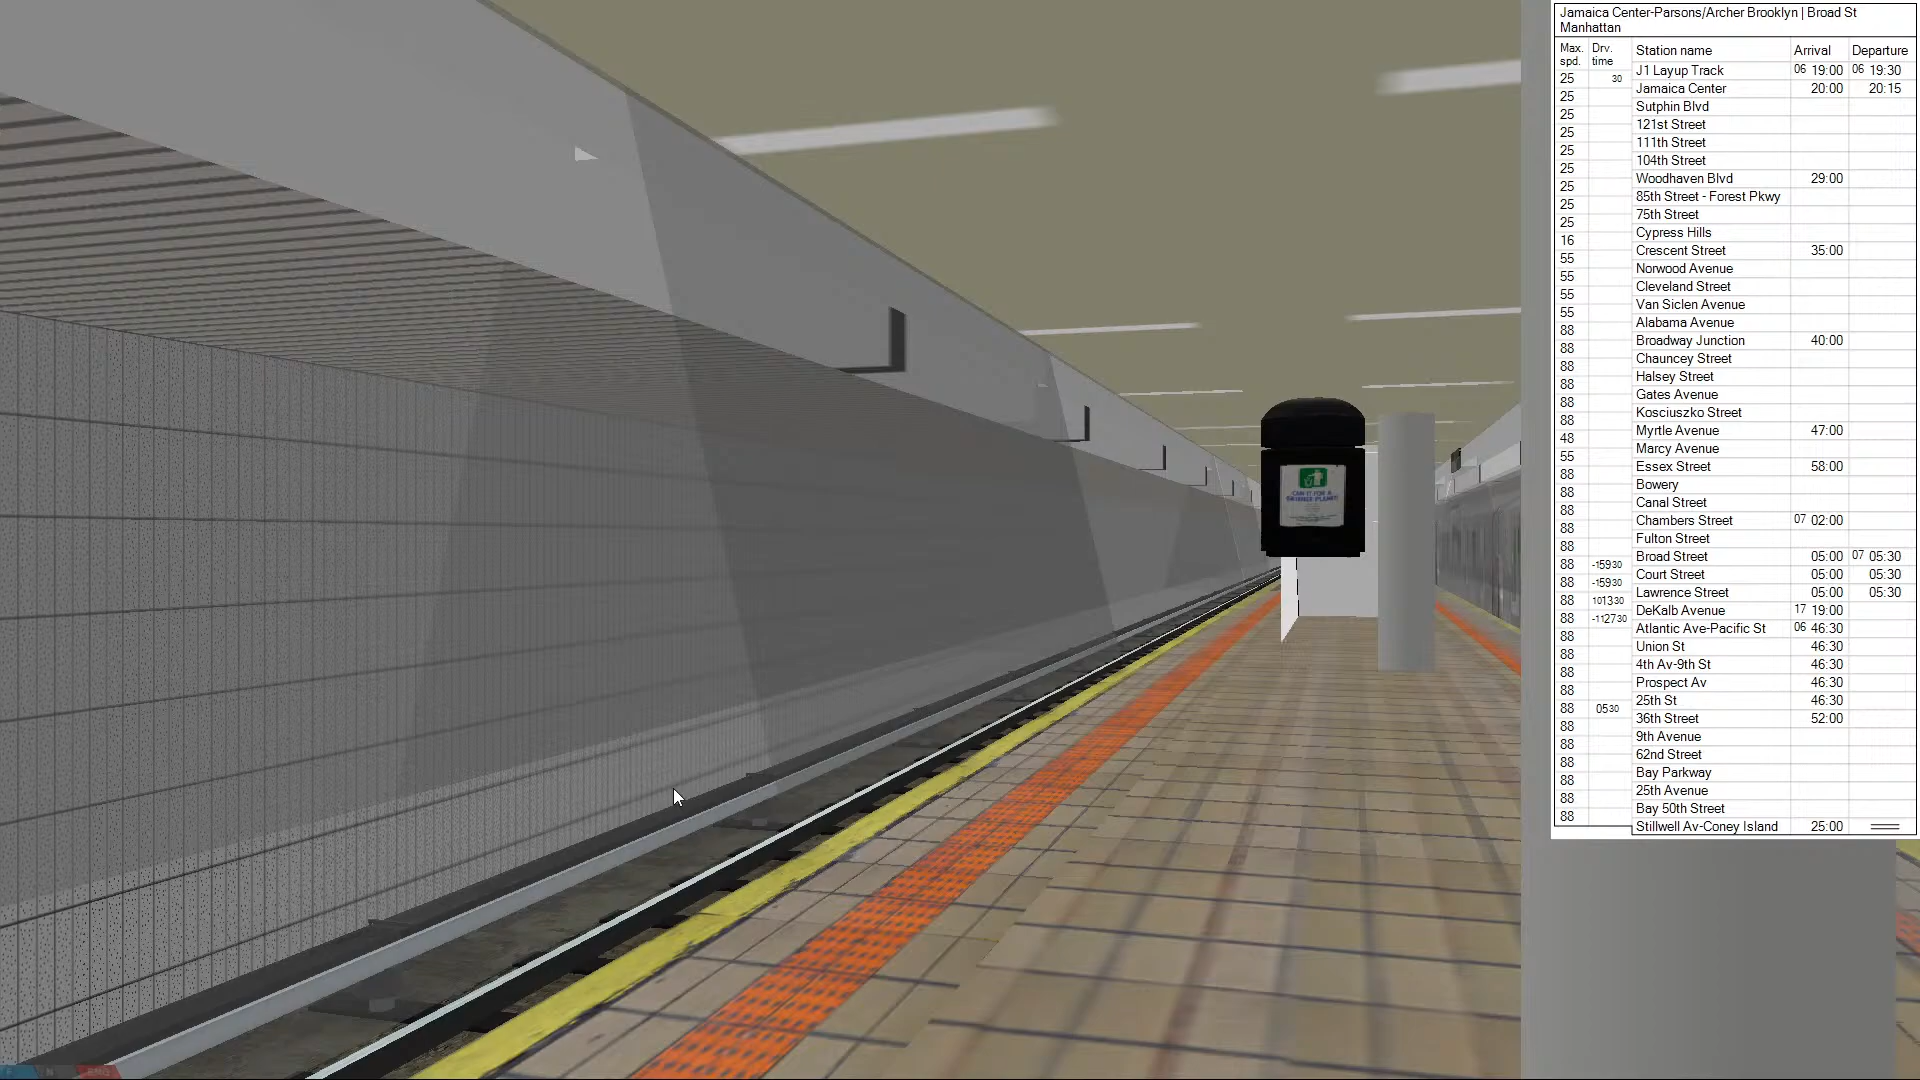 Jamaica Center-Parsons/Archer Brooklyn | Broad St
Manhattan
Max. spd. Drv. time Station name Arrival Departure
25 30 J1 Layup Track 06 19:00 06 19:30
25 Jamaica Center 20:00 20:15
25 Sutphin Blvd
25 121st Street
25 111th Street
25 104th Street
25 Woodhaven Blvd 29:00
25 85th Street - Forest Pkwy
25 75th Street
16 Cypress Hills
55 Crescent Street 35:00
55 Norwood Avenue
55 Cleveland Street
55 Van Siclen Avenue
88 Alabama Avenue
88 Broadway Junction 40:00
88 Chauncey Street
88 Halsey Street
88 Gates Avenue
88 Kosciuszko Street
48 Myrtle Avenue 47:00
55 Marcy Avenue
88 Essex Street 58:00
88 Bowery
88 Canal Street
88 Chambers Street 07 02:00
88 Fulton Street
88 -15930 Broad Street 05:00 07 05:30
88 -15930 Court Street 05:00 05:30
88 101330 Lawrence Street 05:00 05:30
88 -112730 DeKalb Avenue 17 19:00
88 Atlantic Ave-Pacific St 06 46:30
88 Union St 46:30
88 4th Av-9th St 46:30
88 Prospect Av 46:30
88 0530 25th St 46:30
88 36th Street 52:00
88 9th Avenue
88 62nd Street
88 Bay Parkway
88 25th Avenue
88 Bay 50th Street
Stillwell Av-Coney Island 25:00
CAN IT FOR A
GREENER PLANET
F N EMG